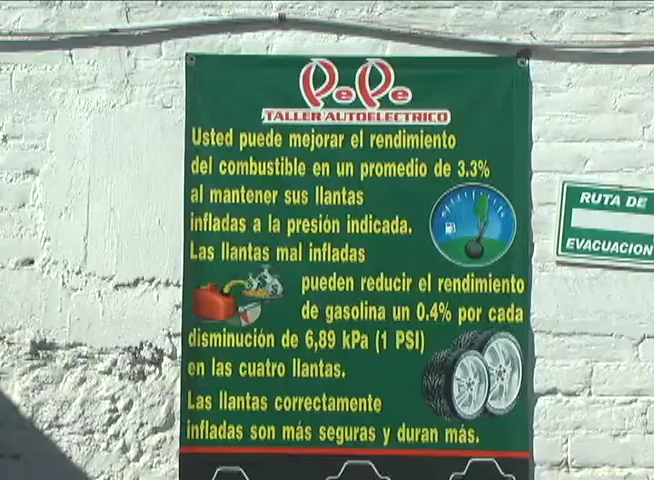 PePe
TALLER AUTOELECTRICO
Usted puede mejorar el rendimiento
del combustible en un promedio de 3.3%
al mantener sus llantas
infladas a la presión indicada.
Las llantas mal infladas
pueden reducir el rendimiento
de gasolina un 0.4% por cada
disminución de 6,89 kPa (1 PSI)
en las cuatro llantas.
Las llantas correctamente
infladas son más seguras y duran más.
RUTA DE
EVACUACION